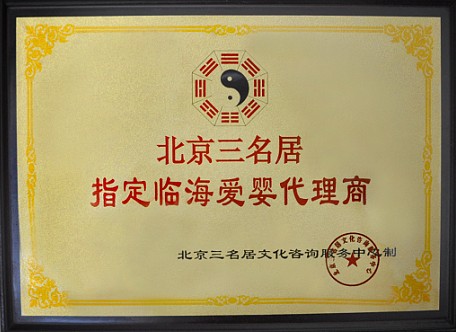 北京三名居
指定临海爱婴代理商
北京三名居文化咨询服务中心制